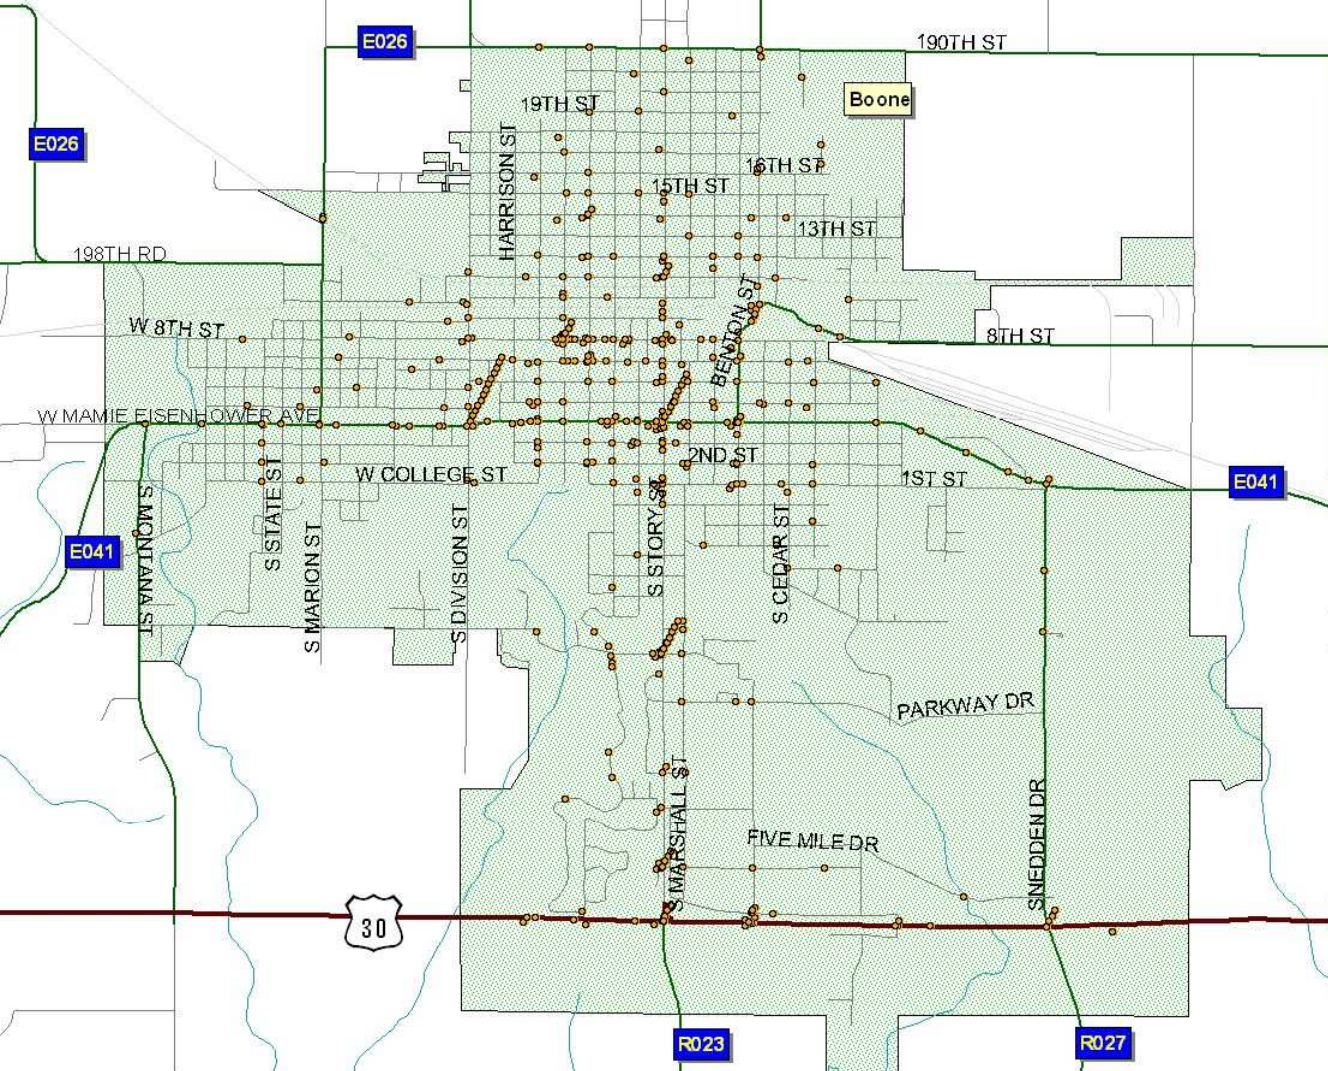 E026
190TH ST
Boone
19TH ST
E026
HARRISON ST
16TH ST
15TH ST
13TH ST
198TH RD
BENTON ST
W 8TH ST
8TH ST
W MAMIE EISENHOWER AVE
2ND ST
W COLLEGE ST
1ST ST
E041
S STATE ST
S MONTANA ST
S STORY ST
S DIVISION ST
S CEDAR ST
S MARION ST
E041
PARKWAY DR
S MARSHALL ST
SNEDDEN DR
FIVE MILE DR
30
R023
R027